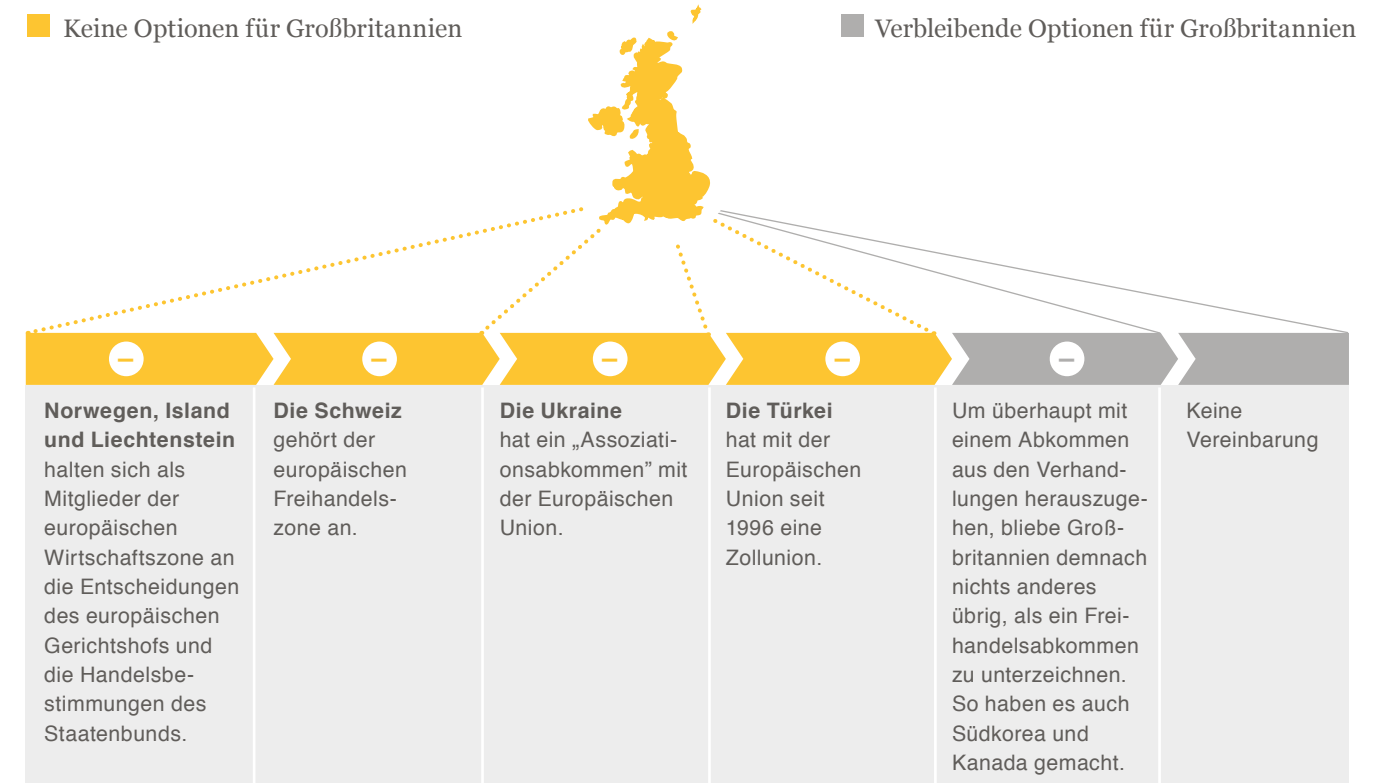 Keine Optionen für Großbritannien
Verbleibende Optionen für Großbritannien
Norwegen, Island
und Liechtenstein
halten sich als
Mitglieder der
europäischen
Wirtschaftszone an
die Entscheidungen
des europäischen
Gerichtshofs und
die Handelsbe-
stimmungen des
Staatenbunds.
Die Schweiz
gehört der
europäischen
Freihandels-
zone an.
Die Ukraine
hat ein „Assoziati-
onsabkommen” mit
der Europäischen
Union.
Die Türkei
hat mit der
Europäischen
Union seit
1996 eine
Zollunion.
Um überhaupt mit
einem Abkommen
aus den Verhand-
lungen herauszuge-
hen, bliebe Groß-
britannien demnach
nichts anderes
übrig, als ein Frei-
handelsabkommen
zu unterzeichnen.
So haben es auch
Südkorea und
Kanada gemacht.
Keine
Vereinbarung